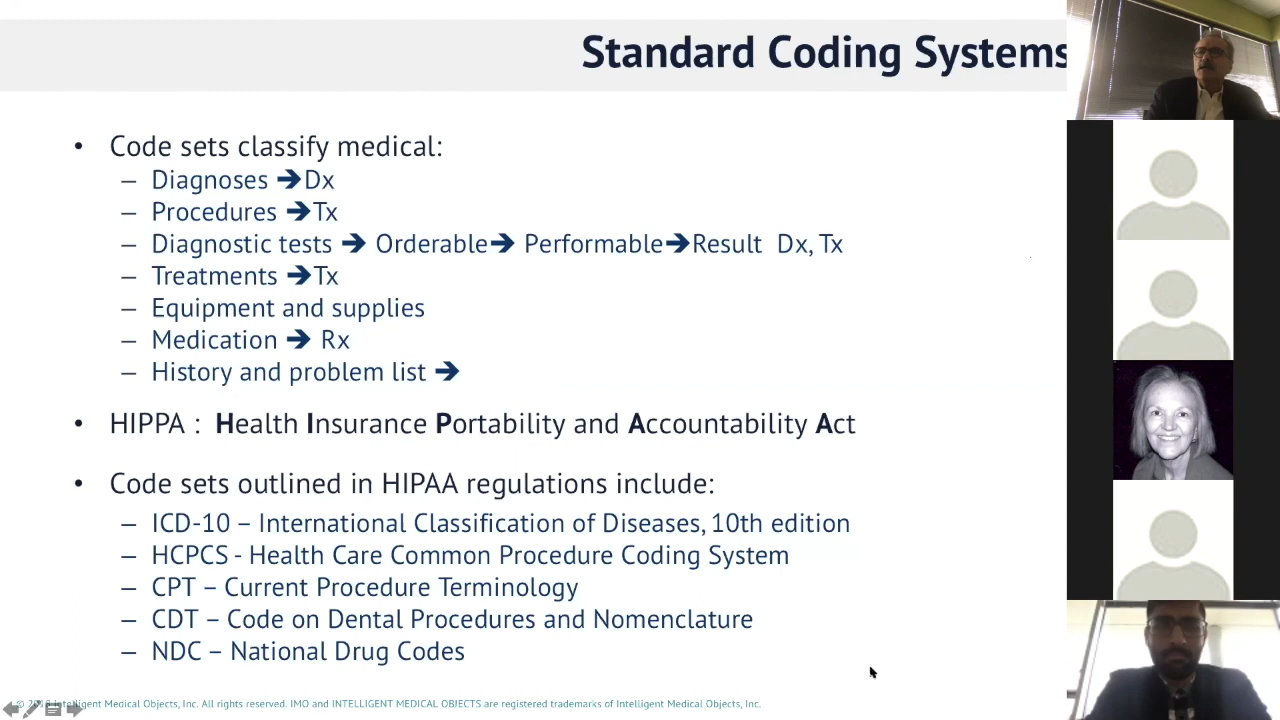 Standard Coding Systems
• Code sets classify medical:
– Diagnoses ➔Dx
– Procedures ➔Tx
– Diagnostic tests ➔ Orderable➔ Performable➔Result Dx, Tx
– Treatments ➔Tx
– Equipment and supplies
– Medication ➔ Rx
– History and problem list ➔
• HIPPA : Health Insurance Portability and Accountability Act
• Code sets outlined in HIPAA regulations include:
– ICD-10 – International Classification of Diseases, 10th edition
– HCPCS - Health Care Common Procedure Coding System
– CPT – Current Procedure Terminology
– CDT – Code on Dental Procedures and Nomenclature
– NDC – National Drug Codes
© Intelligent Medical Objects, Inc. All rights reserved. IMO and INTELLIGENT MEDICAL OBJECTS are registered trademarks of Intelligent Medical Objects, Inc.